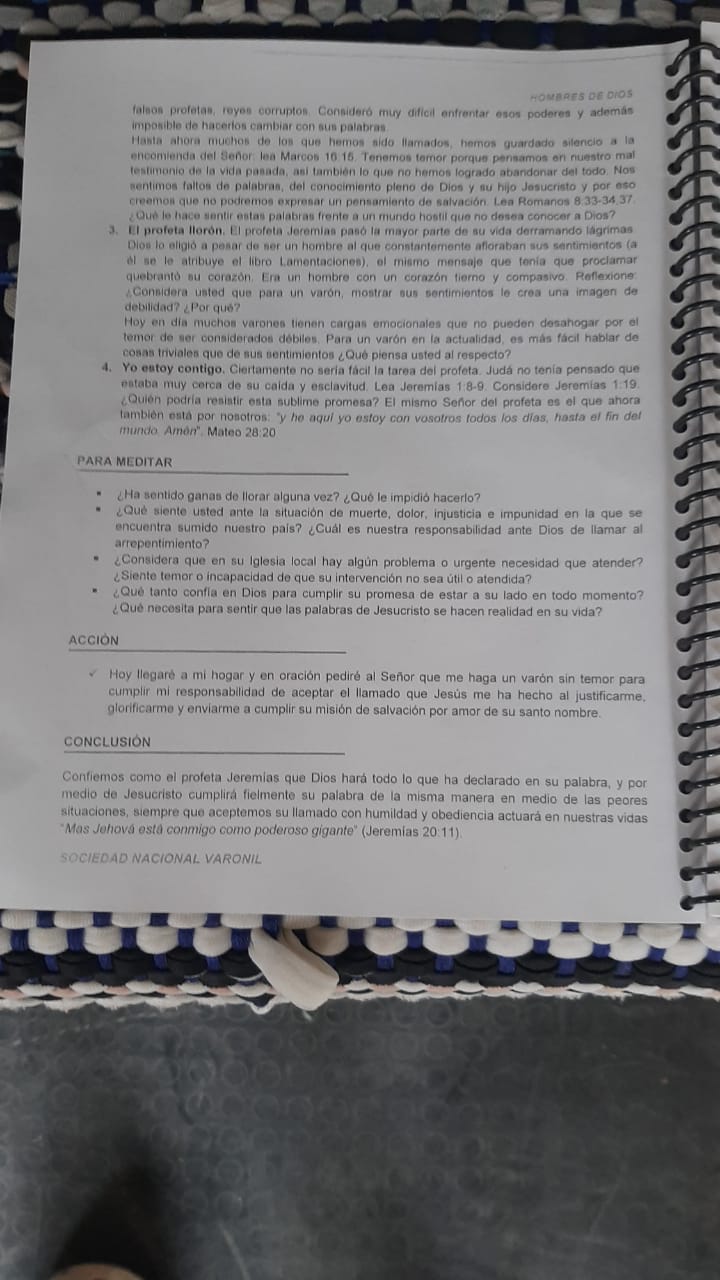 HOMBRES DE DIOS
falsos profetas, reyes corruptos. Consideró muy difícil enfrentar esos poderes y además
imposible de hacerlos cambiar con sus palabras.
Hasta ahora muchos de los que hemos sido llamados, hemos guardado silencio a la
encomienda del Señor: lea Marcos 16:15. Tenemos temor porque pensamos en nuestro mal
testimonio de la vida pasada, así también lo que no hemos logrado abandonar del todo. Nos
sentimos faltos de palabras, del conocimiento pleno de Dios y su hijo Jesucristo y por eso
creemos que no podremos expresar un pensamiento de salvación. Lea Romanos 8:33-34,37.
¿Qué le hace sentir estas palabras frente a un mundo hostil que no desea conocer a Dios?
3. El profeta llorón. El profeta Jeremías pasó la mayor parte de su vida derramando lágrimas.
Dios lo eligió a pesar de ser un hombre al que constantemente afloraban sus sentimientos (a
él se le atribuye el libro Lamentaciones), el mismo mensaje que tenía que proclamar
quebrantó su corazón. Era un hombre con un corazón tierno y compasivo. Reflexione:
¿Considera usted que para un varón, mostrar sus sentimientos le crea una imagen de
debilidad? ¿Por qué?
Hoy en día muchos varones tienen cargas emocionales que no pueden desahogar por el
temor de ser considerados débiles. Para un varón en la actualidad, es más fácil hablar de
cosas triviales que de sus sentimientos ¿Qué piensa usted al respecto?
4. Yo estoy contigo. Ciertamente no sería fácil la tarea del profeta. Judá no tenía pensado que
estaba muy cerca de su caída y esclavitud. Lea Jeremías 1:8-9. Considere Jeremías 1:19.
¿Quién podría resistir esta sublime promesa? El mismo Señor del profeta es el que ahora
también está por nosotros: "y he aquí yo estoy con vosotros todos los días, hasta el fin del
mundo. Amén". Mateo 28:20
PARA MEDITAR
▪ ¿Ha sentido ganas de llorar alguna vez? ¿Qué le impidió hacerlo?
▪ ¿Qué siente usted ante la situación de muerte, dolor, injusticia e impunidad en la que se
encuentra sumido nuestro país? ¿Cuál es nuestra responsabilidad ante Dios de llamar al
arrepentimiento?
▪ ¿Considera que en su Iglesia local hay algún problema o urgente necesidad que atender?
¿Siente temor o incapacidad de que su intervención no sea útil o atendida?
▪ ¿Qué tanto confía en Dios para cumplir su promesa de estar a su lado en todo momento?
¿Qué necesita para sentir que las palabras de Jesucristo se hacen realidad en su vida?
ACCIÓN
✓ Hoy llegaré a mi hogar y en oración pediré al Señor que me haga un varón sin temor para
cumplir mi responsabilidad de aceptar el llamado que Jesús me ha hecho al justificarme,
glorificarme y enviarme a cumplir su misión de salvación por amor de su santo nombre.
CONCLUSIÓN
Confiemos como el profeta Jeremías que Dios hará todo lo que ha declarado en su palabra, y por
medio de Jesucristo cumplirá fielmente su palabra de la misma manera en medio de las peores
situaciones, siempre que aceptemos su llamado con humildad y obediencia actuará en nuestras vidas
"Mas Jehová está conmigo como poderoso gigante" (Jeremías 20:11).
SOCIEDAD NACIONAL VARONIL